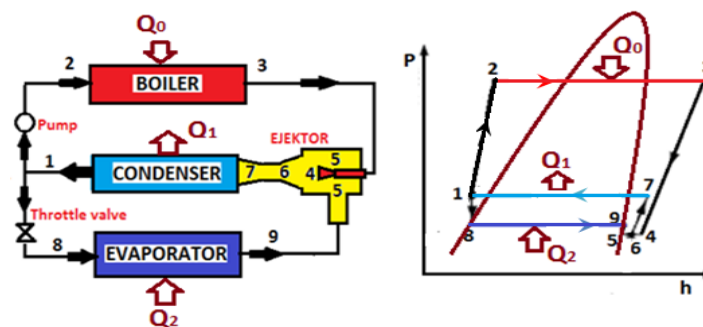 Q0
2
BOILER
3
Pump
Q1
EJEKTOR
1
CONDENSER
7
6
4
5
5
Throttle valve
8
EVAPORATOR
9
Q2
P
Q0
2
1
Q1
7
8
9
5
6
4
Q2
h